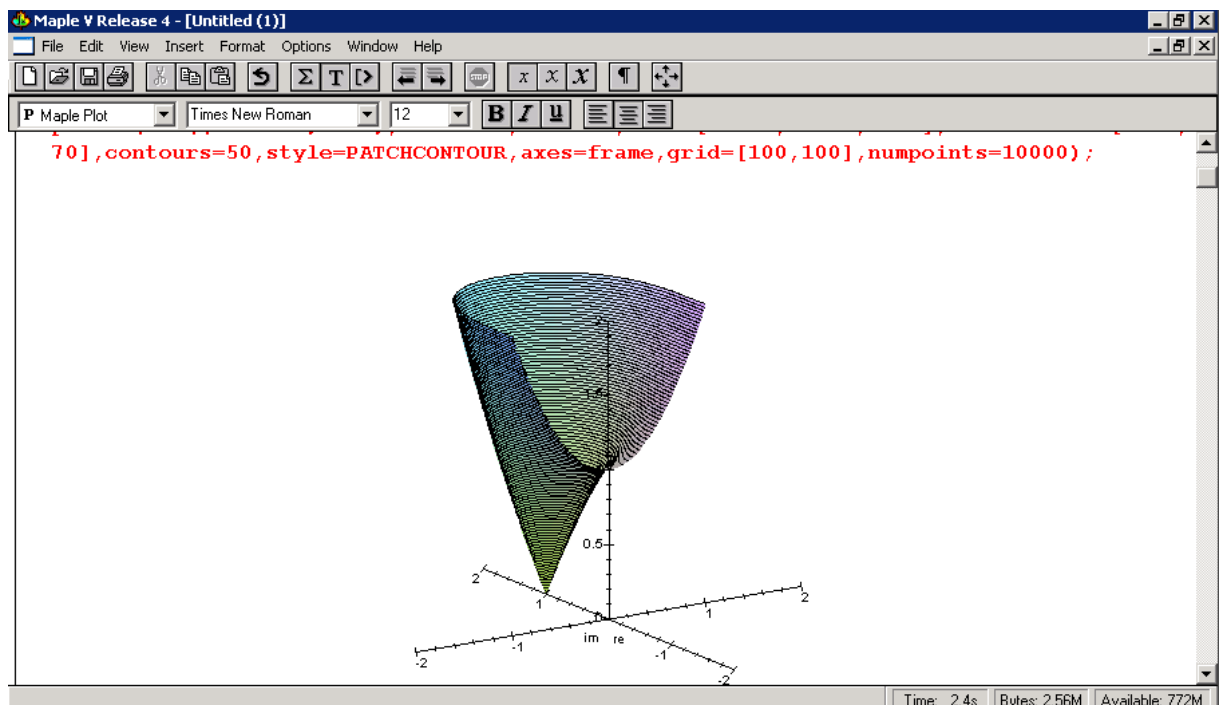 Maple V Release 4 - [Untitled (1)]
File Edit View Insert Format Options Window Help
Σ T [> STOP x x x ¶
P Maple Plot Times New Roman 12 B I u
70],contours=50,style=PATCHCONTOUR,axes=frame,grid=[100,100],numpoints=10000);
0.5
2
1
2
1
im re
-1
-1
-2
-2
Time: 2.4s Bytes: 2.56M Available: 772M